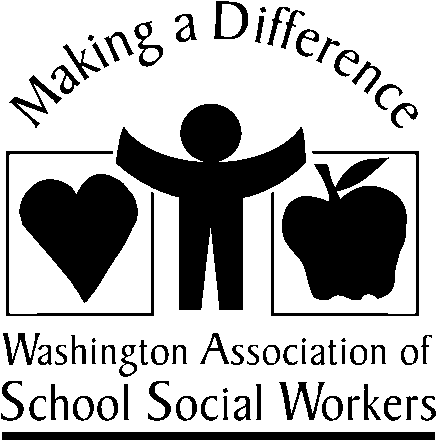 Making a Difference
Washington Association of
School Social Workers